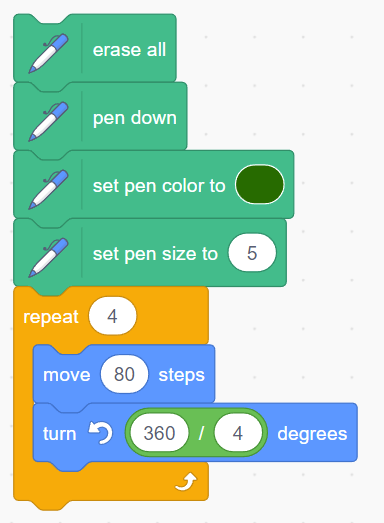 erase all
pen down
set pen color to
set pen size to 5
repeat 4
move 80 steps
turn 360 / 4 degrees